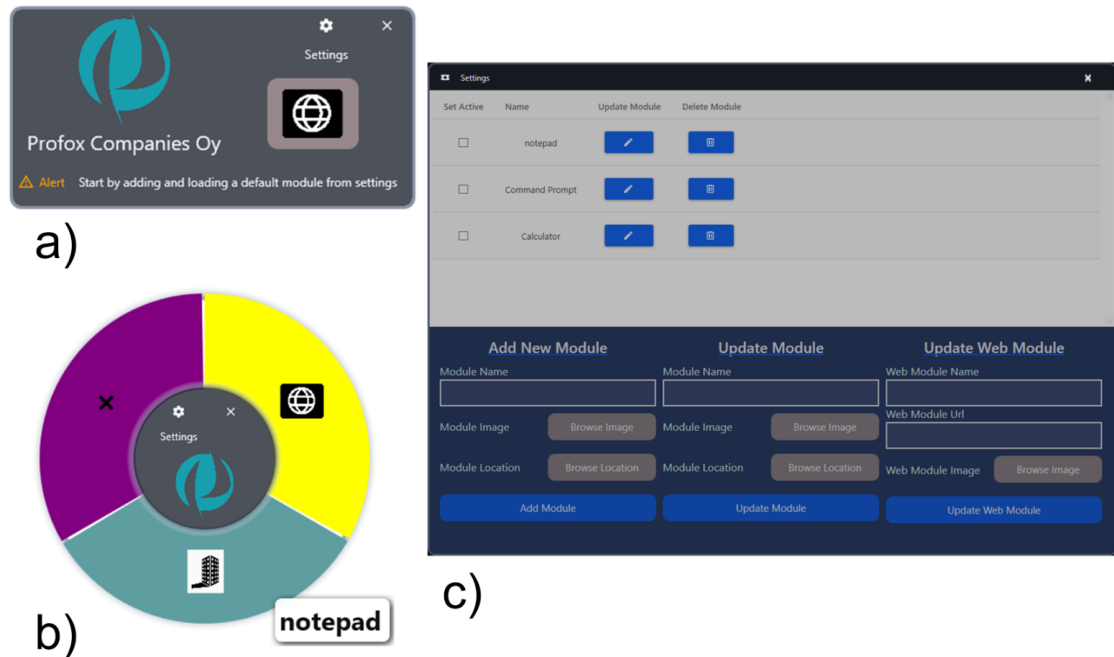 Settings
Profox Companies Oy
Alert Start by adding and loading a default module from settings
a)
Settings
notepad
b)
Settings
Set Active Name Update Module Delete Module
notepad
Command Prompt
Calculator
Add New Module Update Module Update Web Module
Module Name Module Name Web Module Name
Web Module Url
Module Image Browse Image Module Image Browse Image
Module Location Browse Location Module Location Browse Location Web Module Image Browse Image
Add Module Update Module Update Web Module
c)